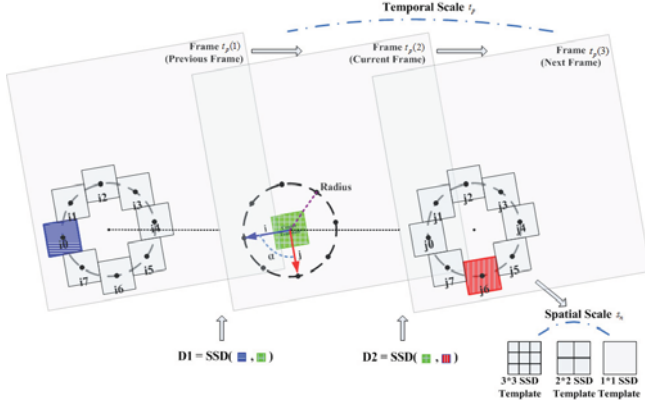 Temporal Scale t_p
Frame t_p(1)
(Previous Frame)
Frame t_p(2)
(Current Frame)
Frame t_p(3)
(Next Frame)
i0
i1
i2
i3
i4
i5
i6
i7
Radius
i
j
α
j0
j1
j2
j3
j4
j5
j6
j7
D1 = SSD( , )
D2 = SSD( , )
Spatial Scale
3*3 SSD
Template
2*2 SSD
Template
1*1 SSD
Template